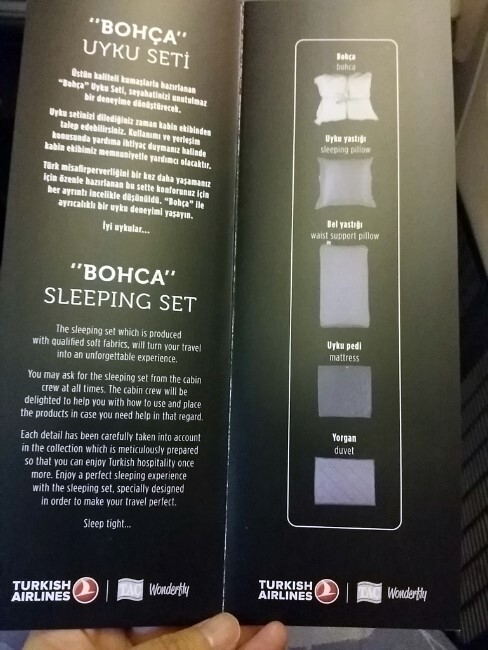 "BOHÇA"
UYKU SETİ
Üstün kaliteli kumaşlarla hazırlanan
"Bohça" Uyku Seti, seyahatinizi unutulmaz
bir deneyime dönüştürecek.
Uyku setinizi dilediğiniz zaman kabin ekibinden
talep edebilirsiniz. Kullanım ve yerleşim
konusunda yardıma ihtiyaç duymanız halinde
kabin ekibimiz memnuniyetle yardımcı olacaktır.
Türk misafirperverliğini bir kez daha yaşamanız
için özenle hazırlanan bu sette konforunuz için
her ayrıntı incelikle düşünüldü. "Bohça" ile
ayrıcalıklı bir uyku deneyimi yaşayın.
İyi uykular...
"BOHÇA"
SLEEPING SET
The sleeping set which is produced
with qualified soft fabrics, will turn your travel
into an unforgettable experience.
You may ask for the sleeping set from the cabin
crew at all times. The cabin crew will be
delighted to help you with how to use and place
the products in case you need help in that regard.
Each detail has been carefully taken into account
in the collection which is meticulously prepared
so that you can enjoy Turkish hospitality once
more. Enjoy a perfect sleeping experience
with the sleeping set, specially designed
in order to make your travel perfect.
Sleep tight...
TURKISH
AIRLINES
TAÇ Wonderfly
Bohça
bohca
Uyku yastığı
sleeping pillow
Bel yastığı
waist support pillow
Uyku pedi
mattress
Yorgan
duvet
TURKISH
AIRLINES
TAÇ Wonderfly